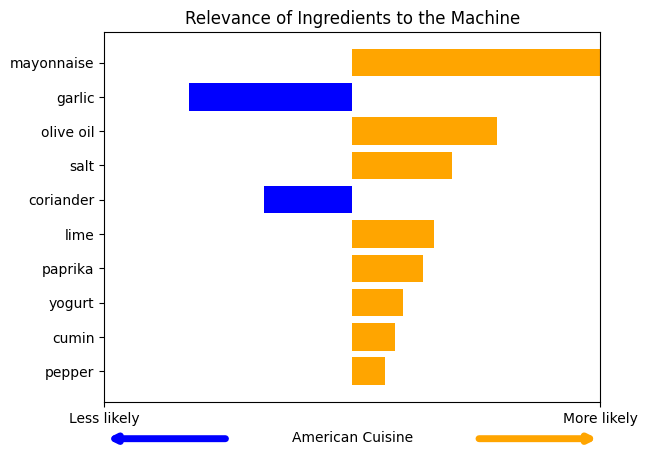 Relevance of Ingredients to the Machine
mayonnaise
garlic
olive oil
salt
coriander
lime
paprika
yogurt
cumin
pepper
Less likely
More likely
American Cuisine